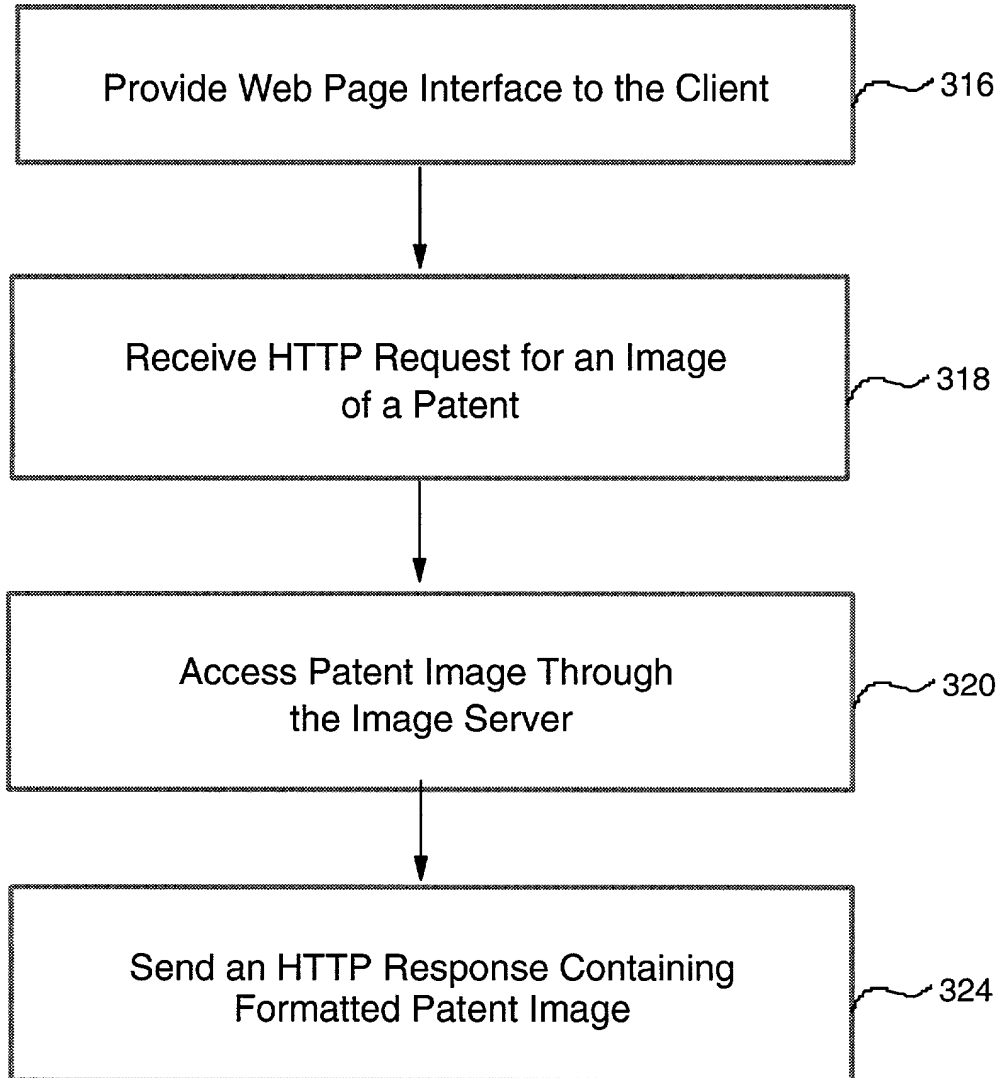 Provide Web Page Interface to the Client
316
Receive HTTP Request for an Image
of a Patent
318
Access Patent Image Through
the Image Server
320
Send an HTTP Response Containing
Formatted Patent Image
324